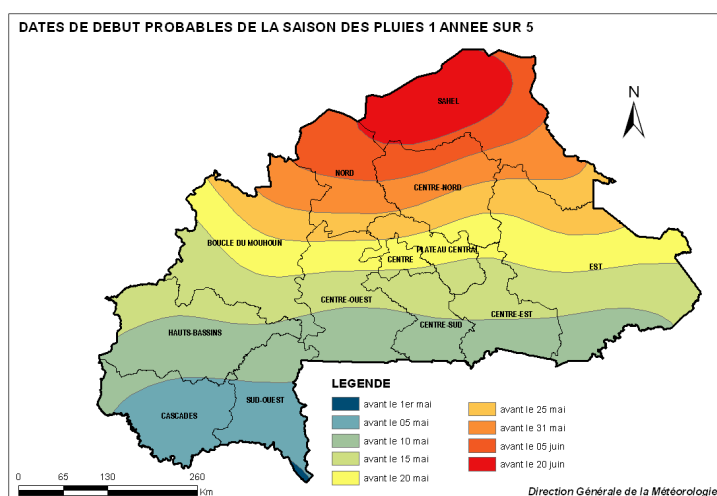 DATES DE DEBUT PROBABLES DE LA SAISON DES PLUIES 1 ANNEE SUR 5
N
SAHEL
NORD
CENTRE-NORD
BOUCLE DU MOUHOUN
PLATEAU CENTRAL
CENTRE
EST
CENTRE-OUEST
CENTRE-EST
CENTRE-SUD
HAUTS-BASSINS
SUD-OUEST
CASCADES
LEGENDE
avant le 1er mai
avant le 05 mai
avant le 10 mai
avant le 15 mai
avant le 20 mai
avant le 25 mai
avant le 31 mai
avant le 05 juin
avant le 20 juin
0 65 130 260
Km
Direction Générale de la Météorologie